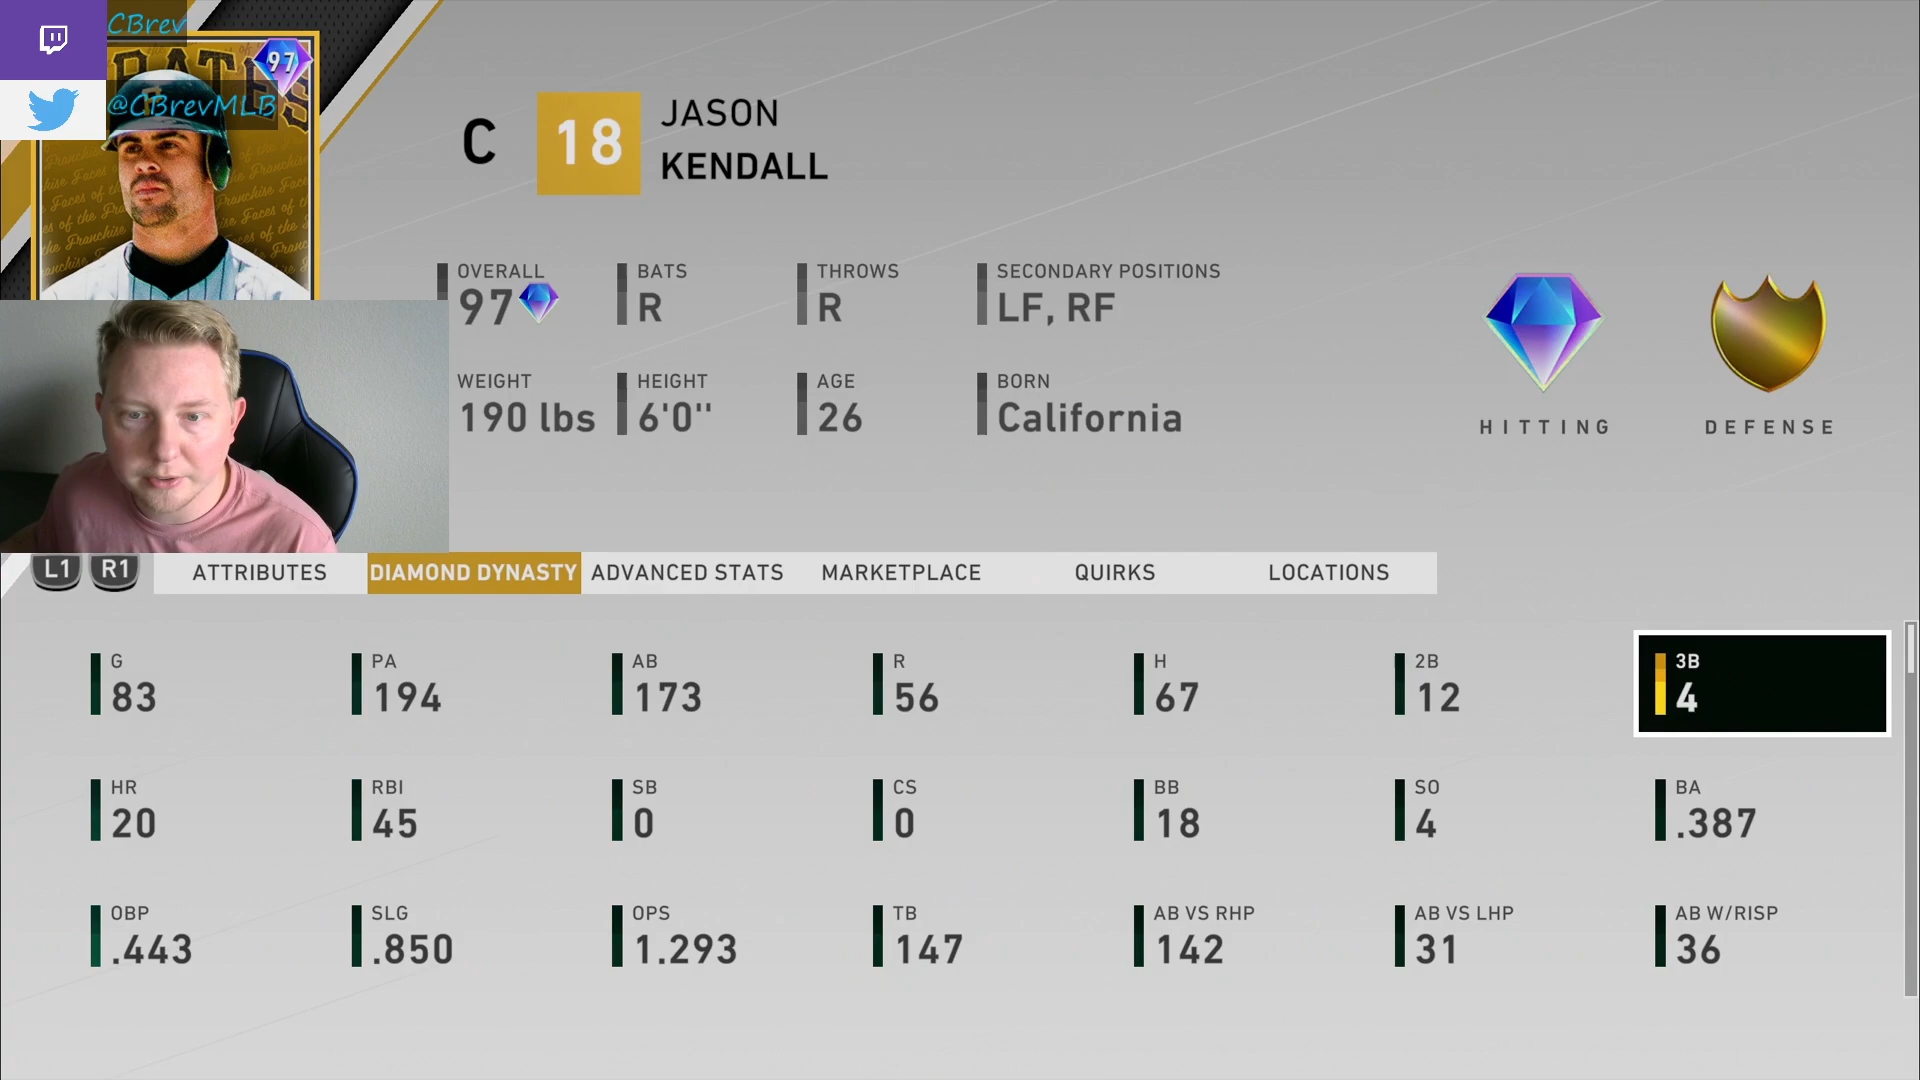 CBrev
@CBrevMLB
PIRATES
97
C
18
JASON
KENDALL
OVERALL
97
BATS
R
THROWS
R
SECONDARY POSITIONS
LF, RF
WEIGHT
190 lbs
HEIGHT
6'0''
AGE
26
BORN
California
HITTING
DEFENSE
L1 R1 ATTRIBUTES DIAMOND DYNASTY ADVANCED STATS MARKETPLACE QUIRKS LOCATIONS
G PA AB R H 2B 3B
83 194 173 56 67 12 4
HR RBI SB CS BB SO BA
20 45 0 0 18 4 .387
OBP SLG OPS TB AB VS RHP AB VS LHP AB W/RISP
.443 .850 1.293 147 142 31 36